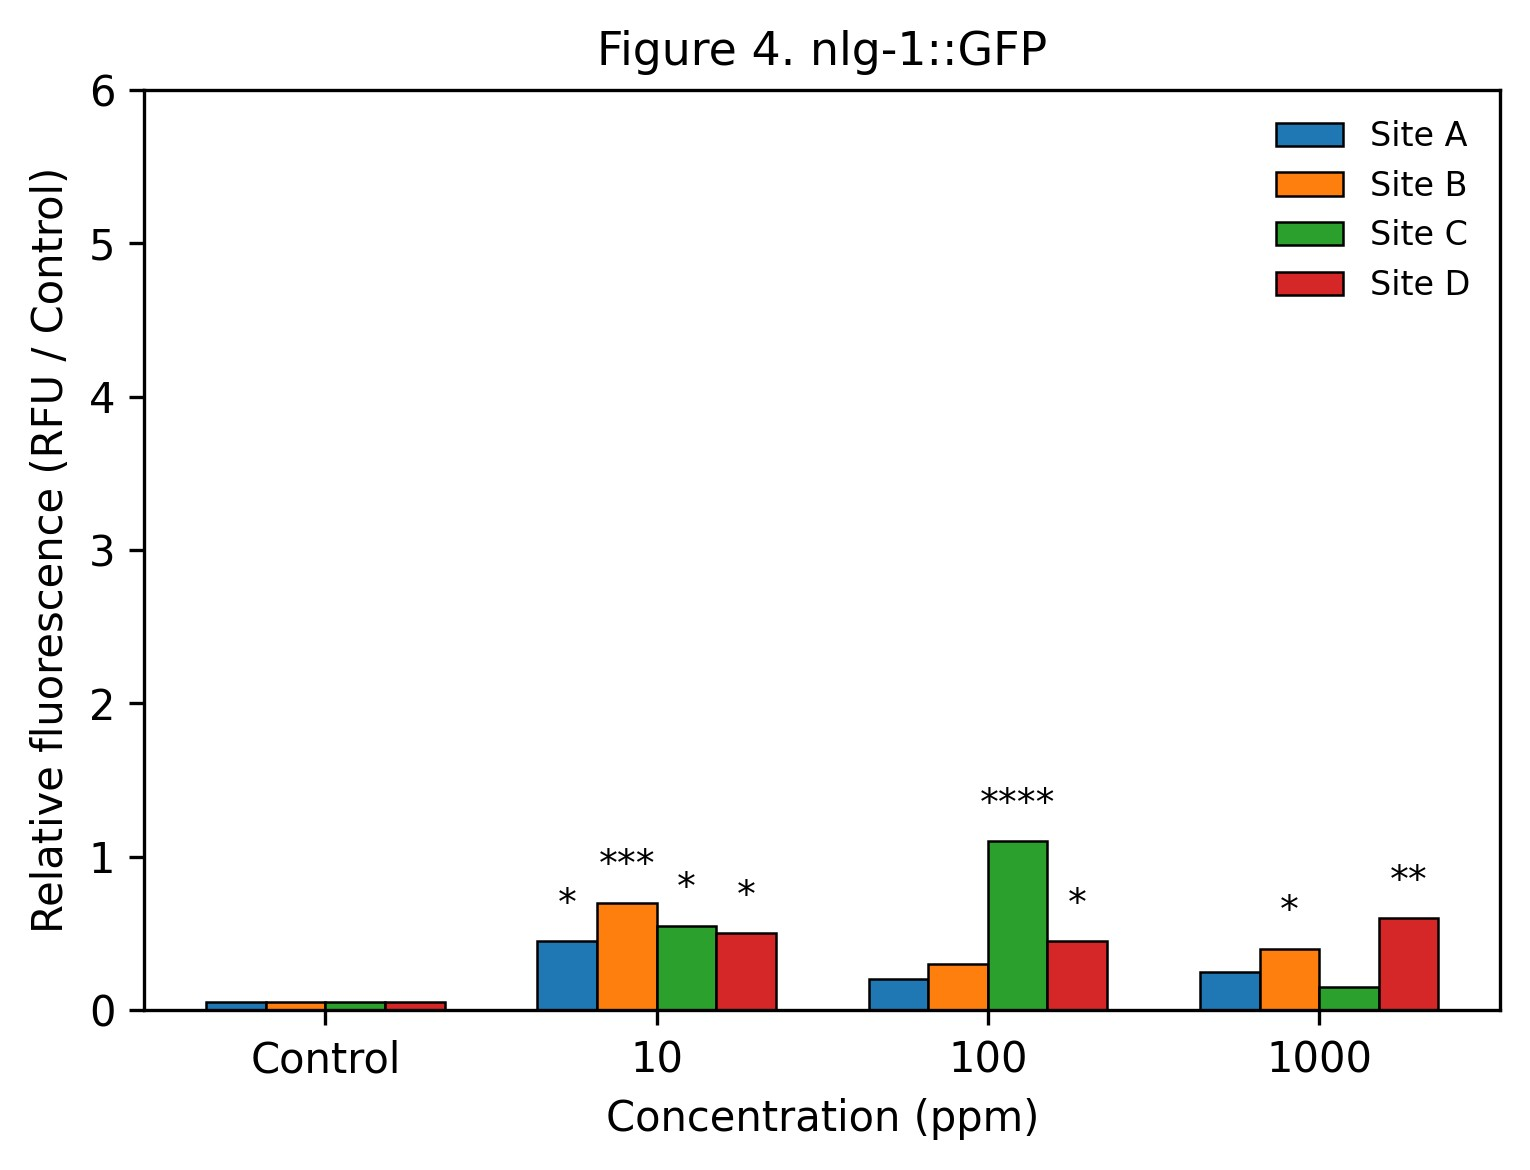 Figure 4. nlg-1::GFP
6
5
4
3
2
1
0
Relative fluorescence (RFU / Control)
Site A
Site B
Site C
Site D
* *** * *
**** *
* **
Control 10 100 1000
Concentration (ppm)